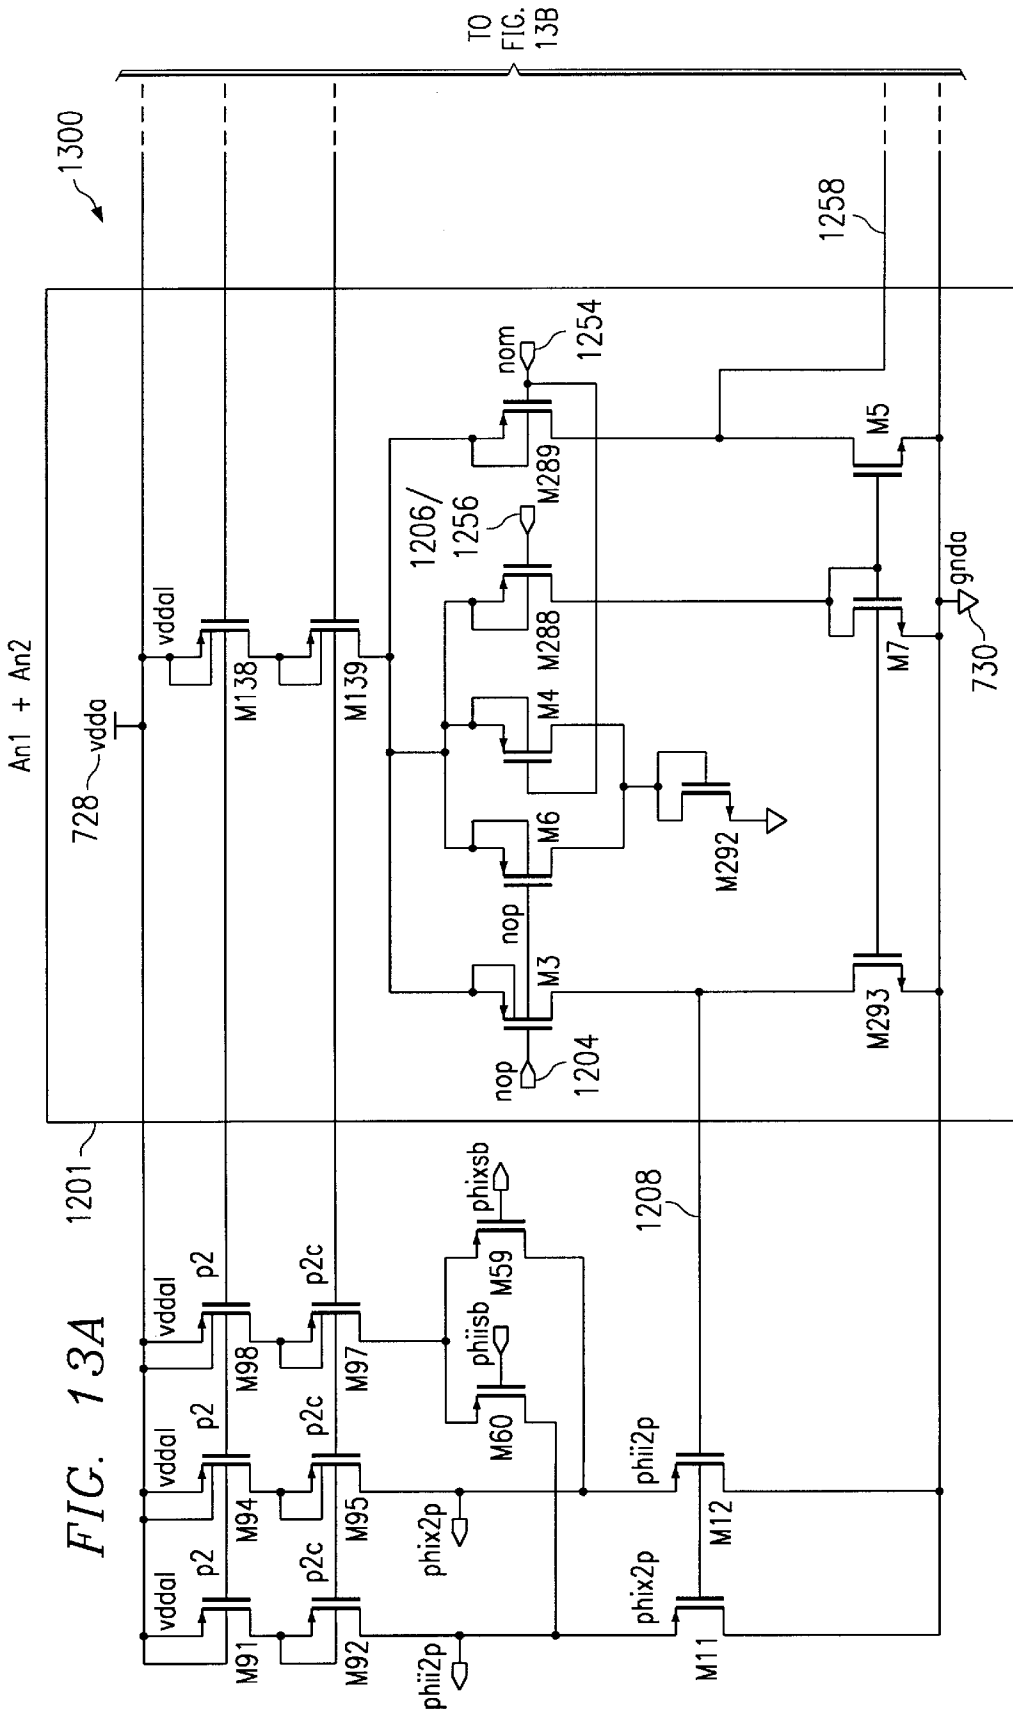 FIG. 13A
An1 + An2
1300
TO
FIG.
13B
1201
728
vdda
vddal
p2
M91
vddal
p2
M94
vddal
p2
M98
vddal
M138
p2c
M92
p2c
M95
p2c
M97
M139
phii2p
phix2p
phiisb
M60
phixsb
M59
nop
1204
M3
nop
M6
M4
M288
1206/
1256
M289
nom
1254
M292
phix2p
M11
phii2p
M12
1208
1258
M293
M7
M5
730
gnda